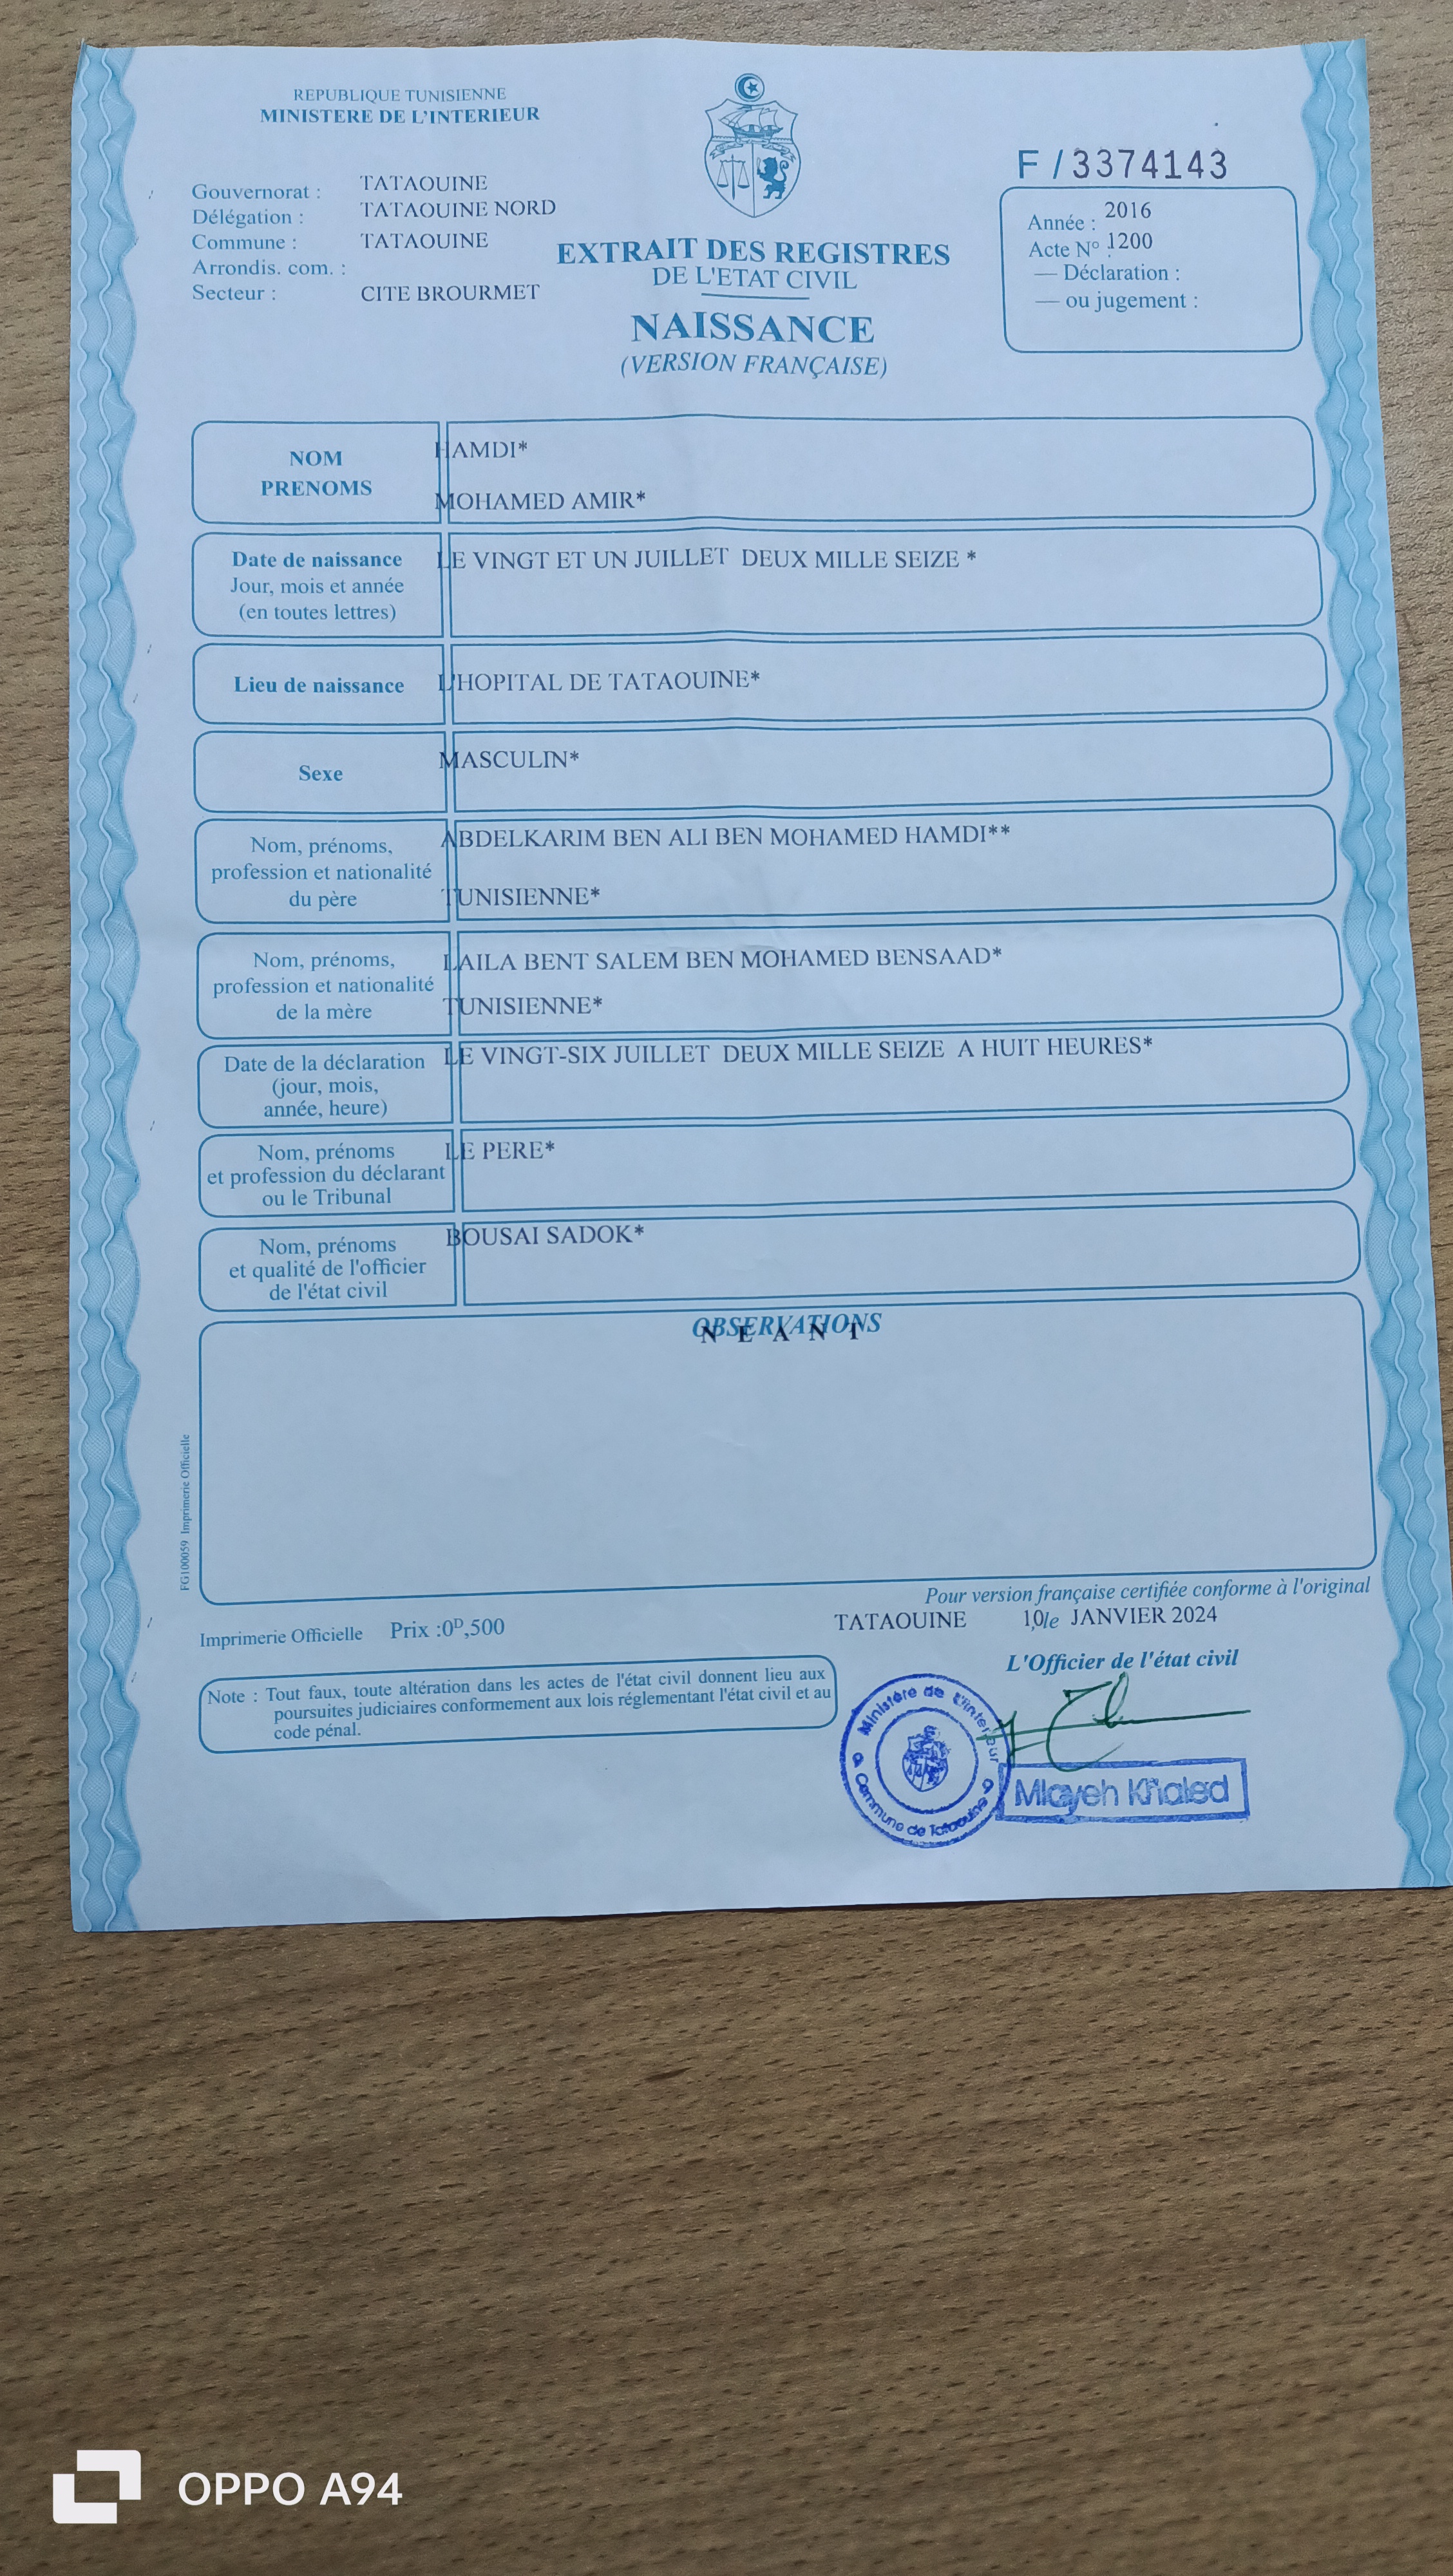 REPUBLIQUE TUNISIENNE
MINISTERE DE L'INTERIEUR
F / 3374143
Gouvernorat : TATAOUINE
Délégation : TATAOUINE NORD
Commune : TATAOUINE
Arrondis. com. :
Secteur : CITE BROURMET
EXTRAIT DES REGISTRES
DE L'ETAT CIVIL
NAISSANCE
(VERSION FRANÇAISE)
Année : 2016
Acte N° : 1200
— Déclaration :
— ou jugement :
NOM
PRENOMS
HAMDI*
MOHAMED AMIR*
Date de naissance
Jour, mois et année
(en toutes lettres)
LE VINGT ET UN JUILLET DEUX MILLE SEIZE *
Lieu de naissance
L'HOPITAL DE TATAOUINE*
Sexe
MASCULIN*
Nom, prénoms,
profession et nationalité
du père
ABDELKARIM BEN ALI BEN MOHAMED HAMDI**
TUNISIENNE*
Nom, prénoms,
profession et nationalité
de la mère
LAILA BENT SALEM BEN MOHAMED BENSAAD*
TUNISIENNE*
Date de la déclaration
(jour, mois,
année, heure)
LE VINGT-SIX JUILLET DEUX MILLE SEIZE A HUIT HEURES*
Nom, prénoms
et profession du déclarant
ou le Tribunal
LE PERE*
Nom, prénoms
et qualité de l'officier
de l'état civil
BOUSAI SADOK*
OBSERVATIONS
N E A N T
FG100059 Imprimerie Officielle
Pour version française certifiée conforme à l'original
TATAOUINE 10 le JANVIER 2024
Imprimerie Officielle Prix :0D,500
L'Officier de l'état civil
Note : Tout faux, toute altération dans les actes de l'état civil donnent lieu aux
poursuites judiciaires conformement aux lois réglementant l'état civil et au
code pénal.
Ministère de l'interieur
Commune de Tataouine
Mlayeh Khaled
OPPO A94